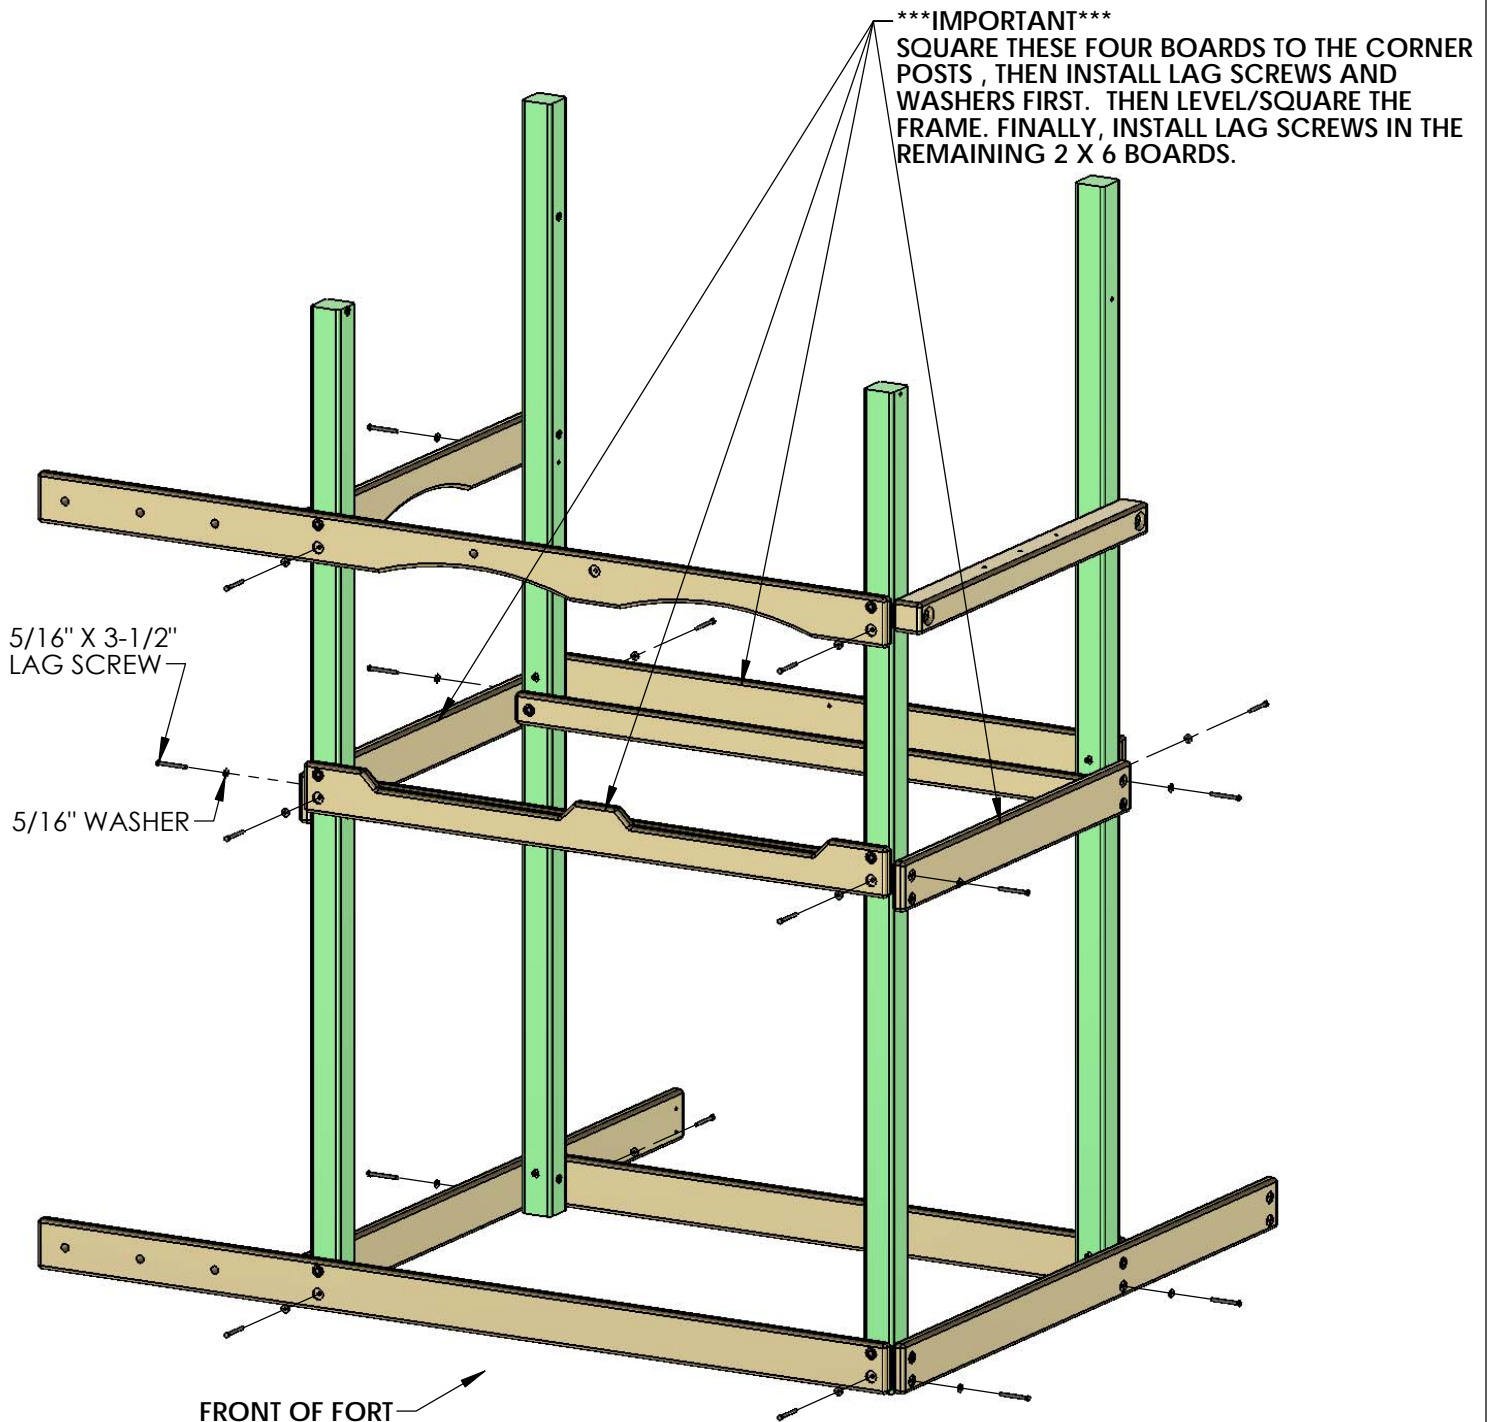 ***IMPORTANT***
SQUARE THESE FOUR BOARDS TO THE CORNER
POSTS , THEN INSTALL LAG SCREWS AND
WASHERS FIRST.  THEN LEVEL/SQUARE THE
FRAME. FINALLY, INSTALL LAG SCREWS IN THE
REMAINING 2 X 6 BOARDS.
5/16" X 3-1/2"
LAG SCREW
5/16" WASHER
FRONT OF FORT